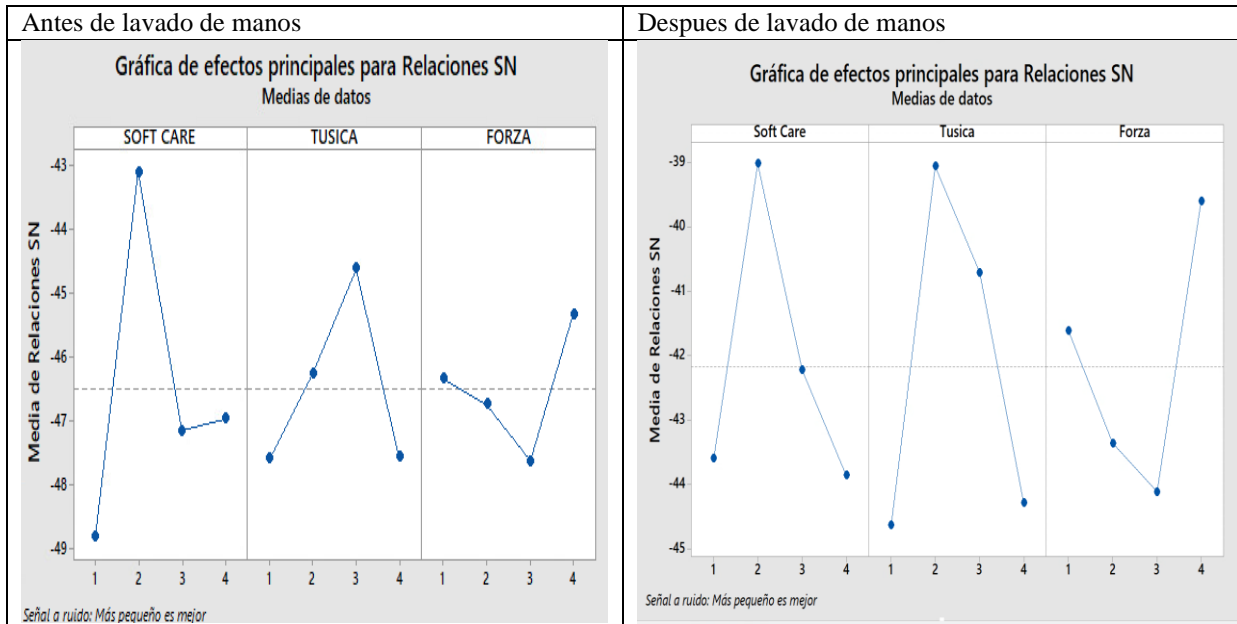 Antes de lavado de manos
Gráfica de efectos principales para Relaciones SN
Medias de datos
SOFT CARE TUSICA FORZA
Media de Relaciones SN
-43
-44
-45
-46
-47
-48
-49
1 2 3 4 1 2 3 4 1 2 3 4
Señal a ruido: Más pequeño es mejor
Despues de lavado de manos
Gráfica de efectos principales para Relaciones SN
Medias de datos
Soft Care Tusica Forza
Media de Relaciones SN
-39
-40
-41
-42
-43
-44
-45
1 2 3 4 1 2 3 4 1 2 3 4
Señal a ruido: Más pequeño es mejor